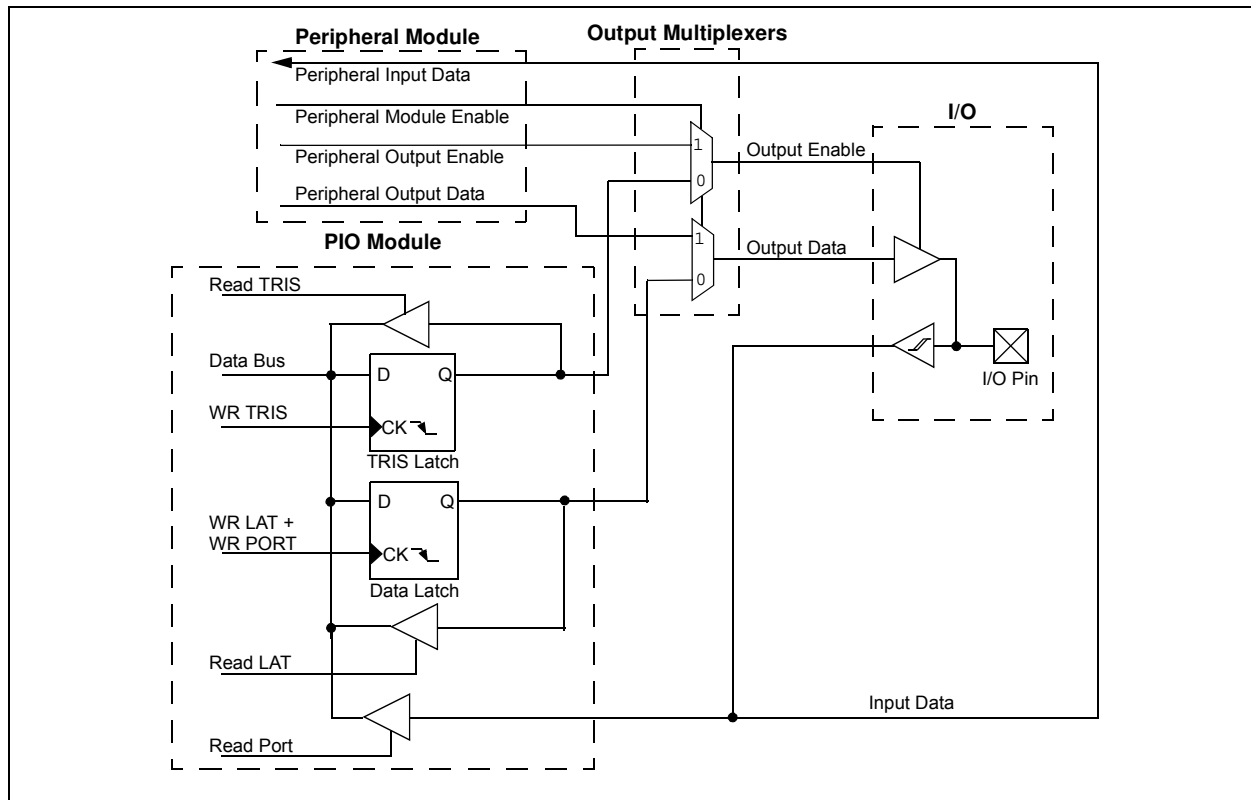 Peripheral Module
Output Multiplexers
Peripheral Input Data
Peripheral Module Enable
I/O
1
Peripheral Output Enable
Output Enable
0
Peripheral Output Data
PIO Module
1
Output Data
0
Read TRIS
Data Bus
D
Q
I/O Pin
WR TRIS
CK
TRIS Latch
D
Q
WR LAT +
WR PORT
CK
Data Latch
Read LAT
Input Data
Read Port